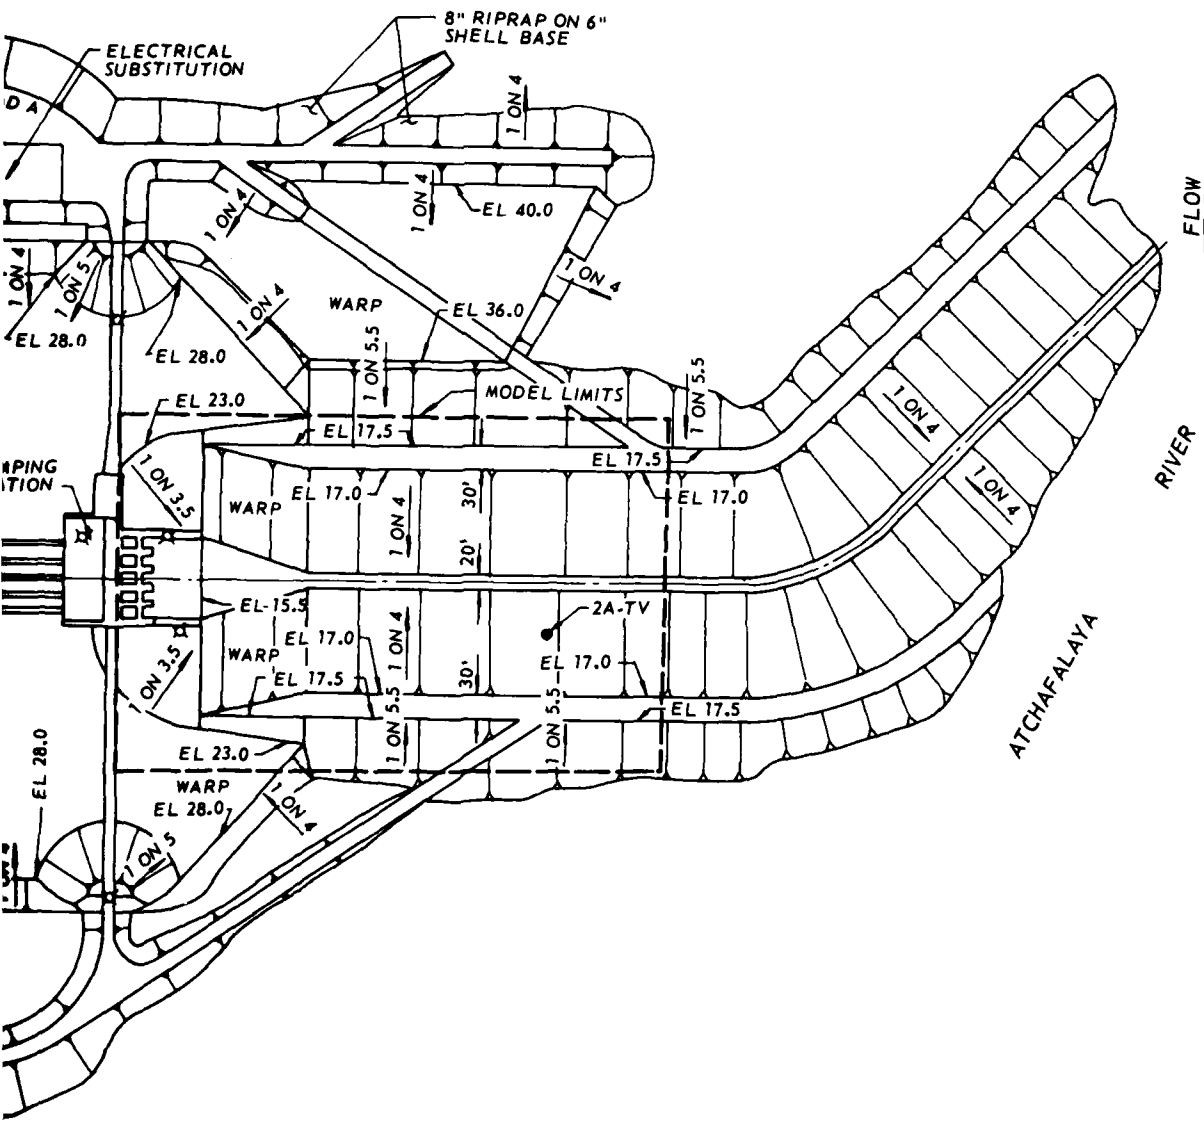 8" RIPRAP ON 6"
SHELL BASE
ELECTRICAL
SUBSTITUTION
DA
1 ON 4
1 ON 4
1 ON 4
EL 40.0
FLOW
1 ON 4
1 ON 5
1 ON 4
1 ON 4
WARP
EL 36.0
EL 28.0
EL 28.0
1 ON 5.5
1 ON 5.5
MODEL LIMITS
EL 23.0
EL 17.5
EL 17.5
1 ON 4
RIVER
MPING
TION
1 ON 3.5
WARP
EL 17.0
1 ON 4
30'
EL 17.0
1 ON 4
20'
EL-15.5
2A-TV
EL 17.0
1 ON 4
WARP
EL 17.0
1 ON 3.5
EL 17.5
30'
EL 17.5
ATCHAFALAYA
EL 23.0
1 ON 5.5
1 ON 5.5
EL 28.0
WARP
EL 28.0
1 ON 4
1 ON 5